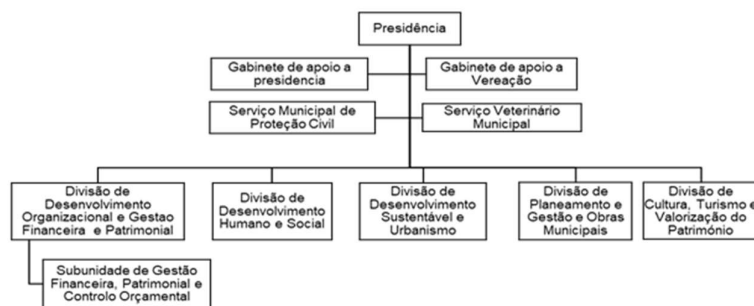 Presidência
Gabinete de apoio a
presidencia
Gabinete de apoio a
Vereação
Serviço Municipal de
Proteção Civil
Serviço Veterinário
Municipal
Divisão de
Desenvolvimento
Organizacional e Gestao
Financeira e Patrimonial
Divisão de
Desenvolvimento
Humano e Social
Divisão de
Desenvolvimento
Sustentável e
Urbanismo
Divisão de
Planeamento e
Gestão e Obras
Municipais
Divisão de
Cultura, Turismo e
Valorização do
Património
Subunidade de Gestão
Financeira, Patrimonial e
Controlo Orçamental